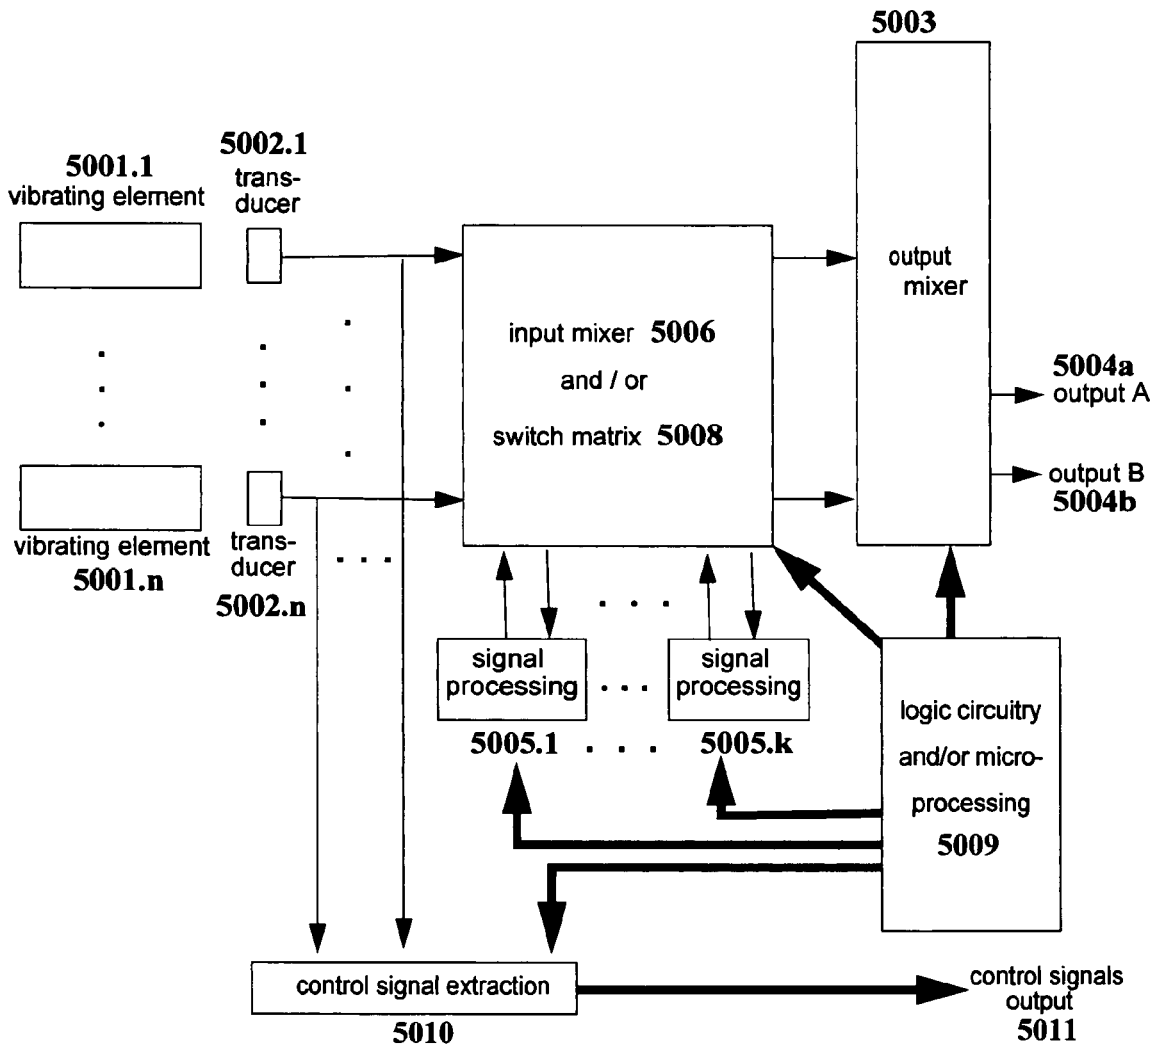 5003
5001.1
vibrating element
5002.1
trans-
ducer
output
mixer
input mixer 5006
and / or
switch matrix 5008
5004a
output A
output B
5004b
vibrating element
5001.n
trans-
ducer
5002.n
signal
processing
signal
processing
5005.1
5005.k
logic circuitry
and/or micro-
processing
5009
control signal extraction
5010
control signals
output
5011